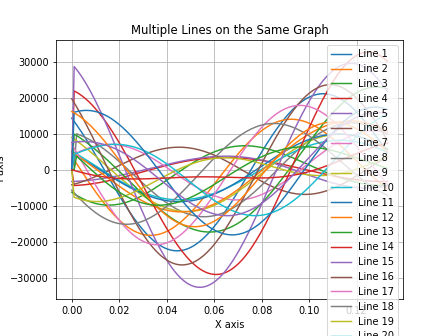 Multiple Lines on the Same Graph
30000
20000
10000
0
−10000
−20000
−30000
0.00
0.02
0.04
0.06
0.08
0.10
X axis
Line 1
Line 2
Line 3
Line 4
Line 5
Line 6
Line 7
Line 8
Line 9
Line 10
Line 11
Line 12
Line 13
Line 14
Line 15
Line 16
Line 17
Line 18
Line 19
Line 20